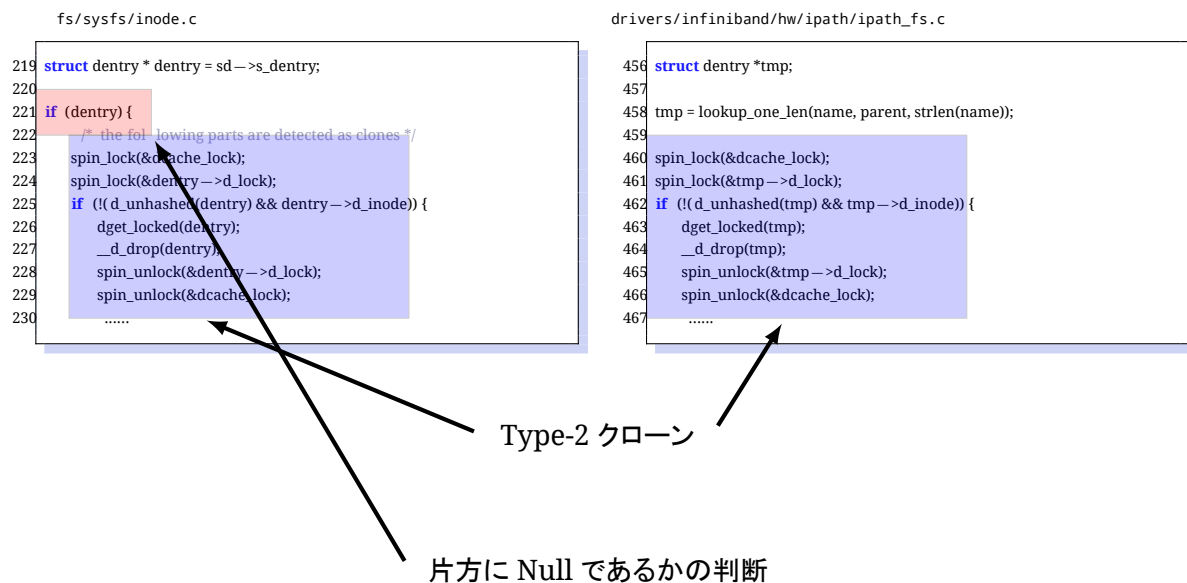 fs/sysfs/inode.c
219 struct dentry * dentry = sd—>s_dentry;
220
221 if (dentry) {
222 /* the fol lowing parts are detected as clones */
223 spin_lock(&dcache_lock);
224 spin_lock(&dentry—>d_lock);
225 if (!(d_unhashed(dentry) && dentry—>d_inode)) {
226 dget_locked(dentry);
227 __d_drop(dentry);
228 spin_unlock(&dentry—>d_lock);
229 spin_unlock(&dcache_lock);
230 ......
drivers/infiniband/hw/ipath/ipath_fs.c
456 struct dentry *tmp;
457
458 tmp = lookup_one_len(name, parent, strlen(name));
459
460 spin_lock(&dcache_lock);
461 spin_lock(&tmp—>d_lock);
462 if (!(d_unhashed(tmp) && tmp—>d_inode)) {
463 dget_locked(tmp);
464 __d_drop(tmp);
465 spin_unlock(&tmp—>d_lock);
466 spin_unlock(&dcache_lock);
467 ......
Type-2 クローン
片方に Null であるかの判断